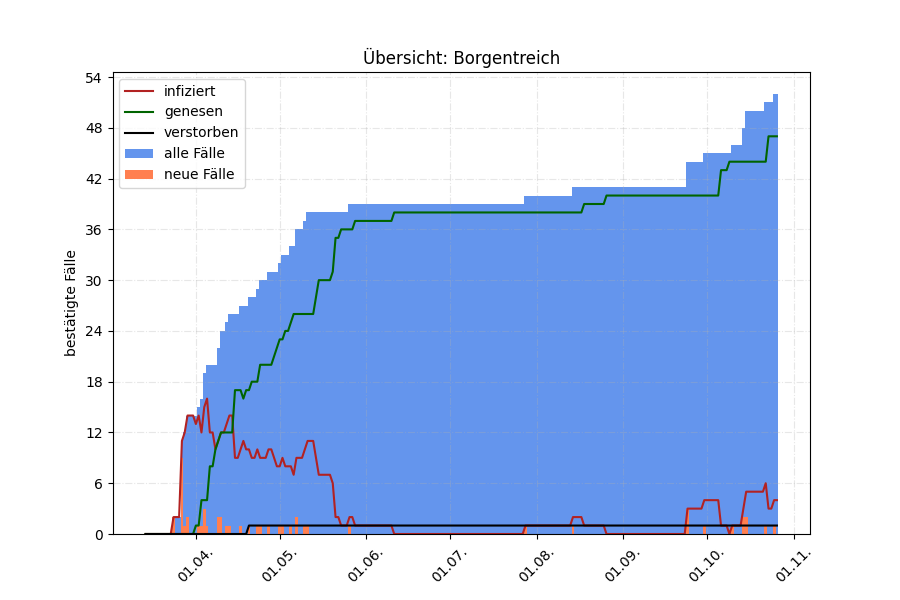 Übersicht: Borgentreich
infiziert
genesen
verstorben
alle Fälle
neue Fälle
bestätigte Fälle
54
48
42
36
30
24
18
12
6
0
01.04.
01.05.
01.06.
01.07.
01.08.
01.09.
01.10.
01.11.